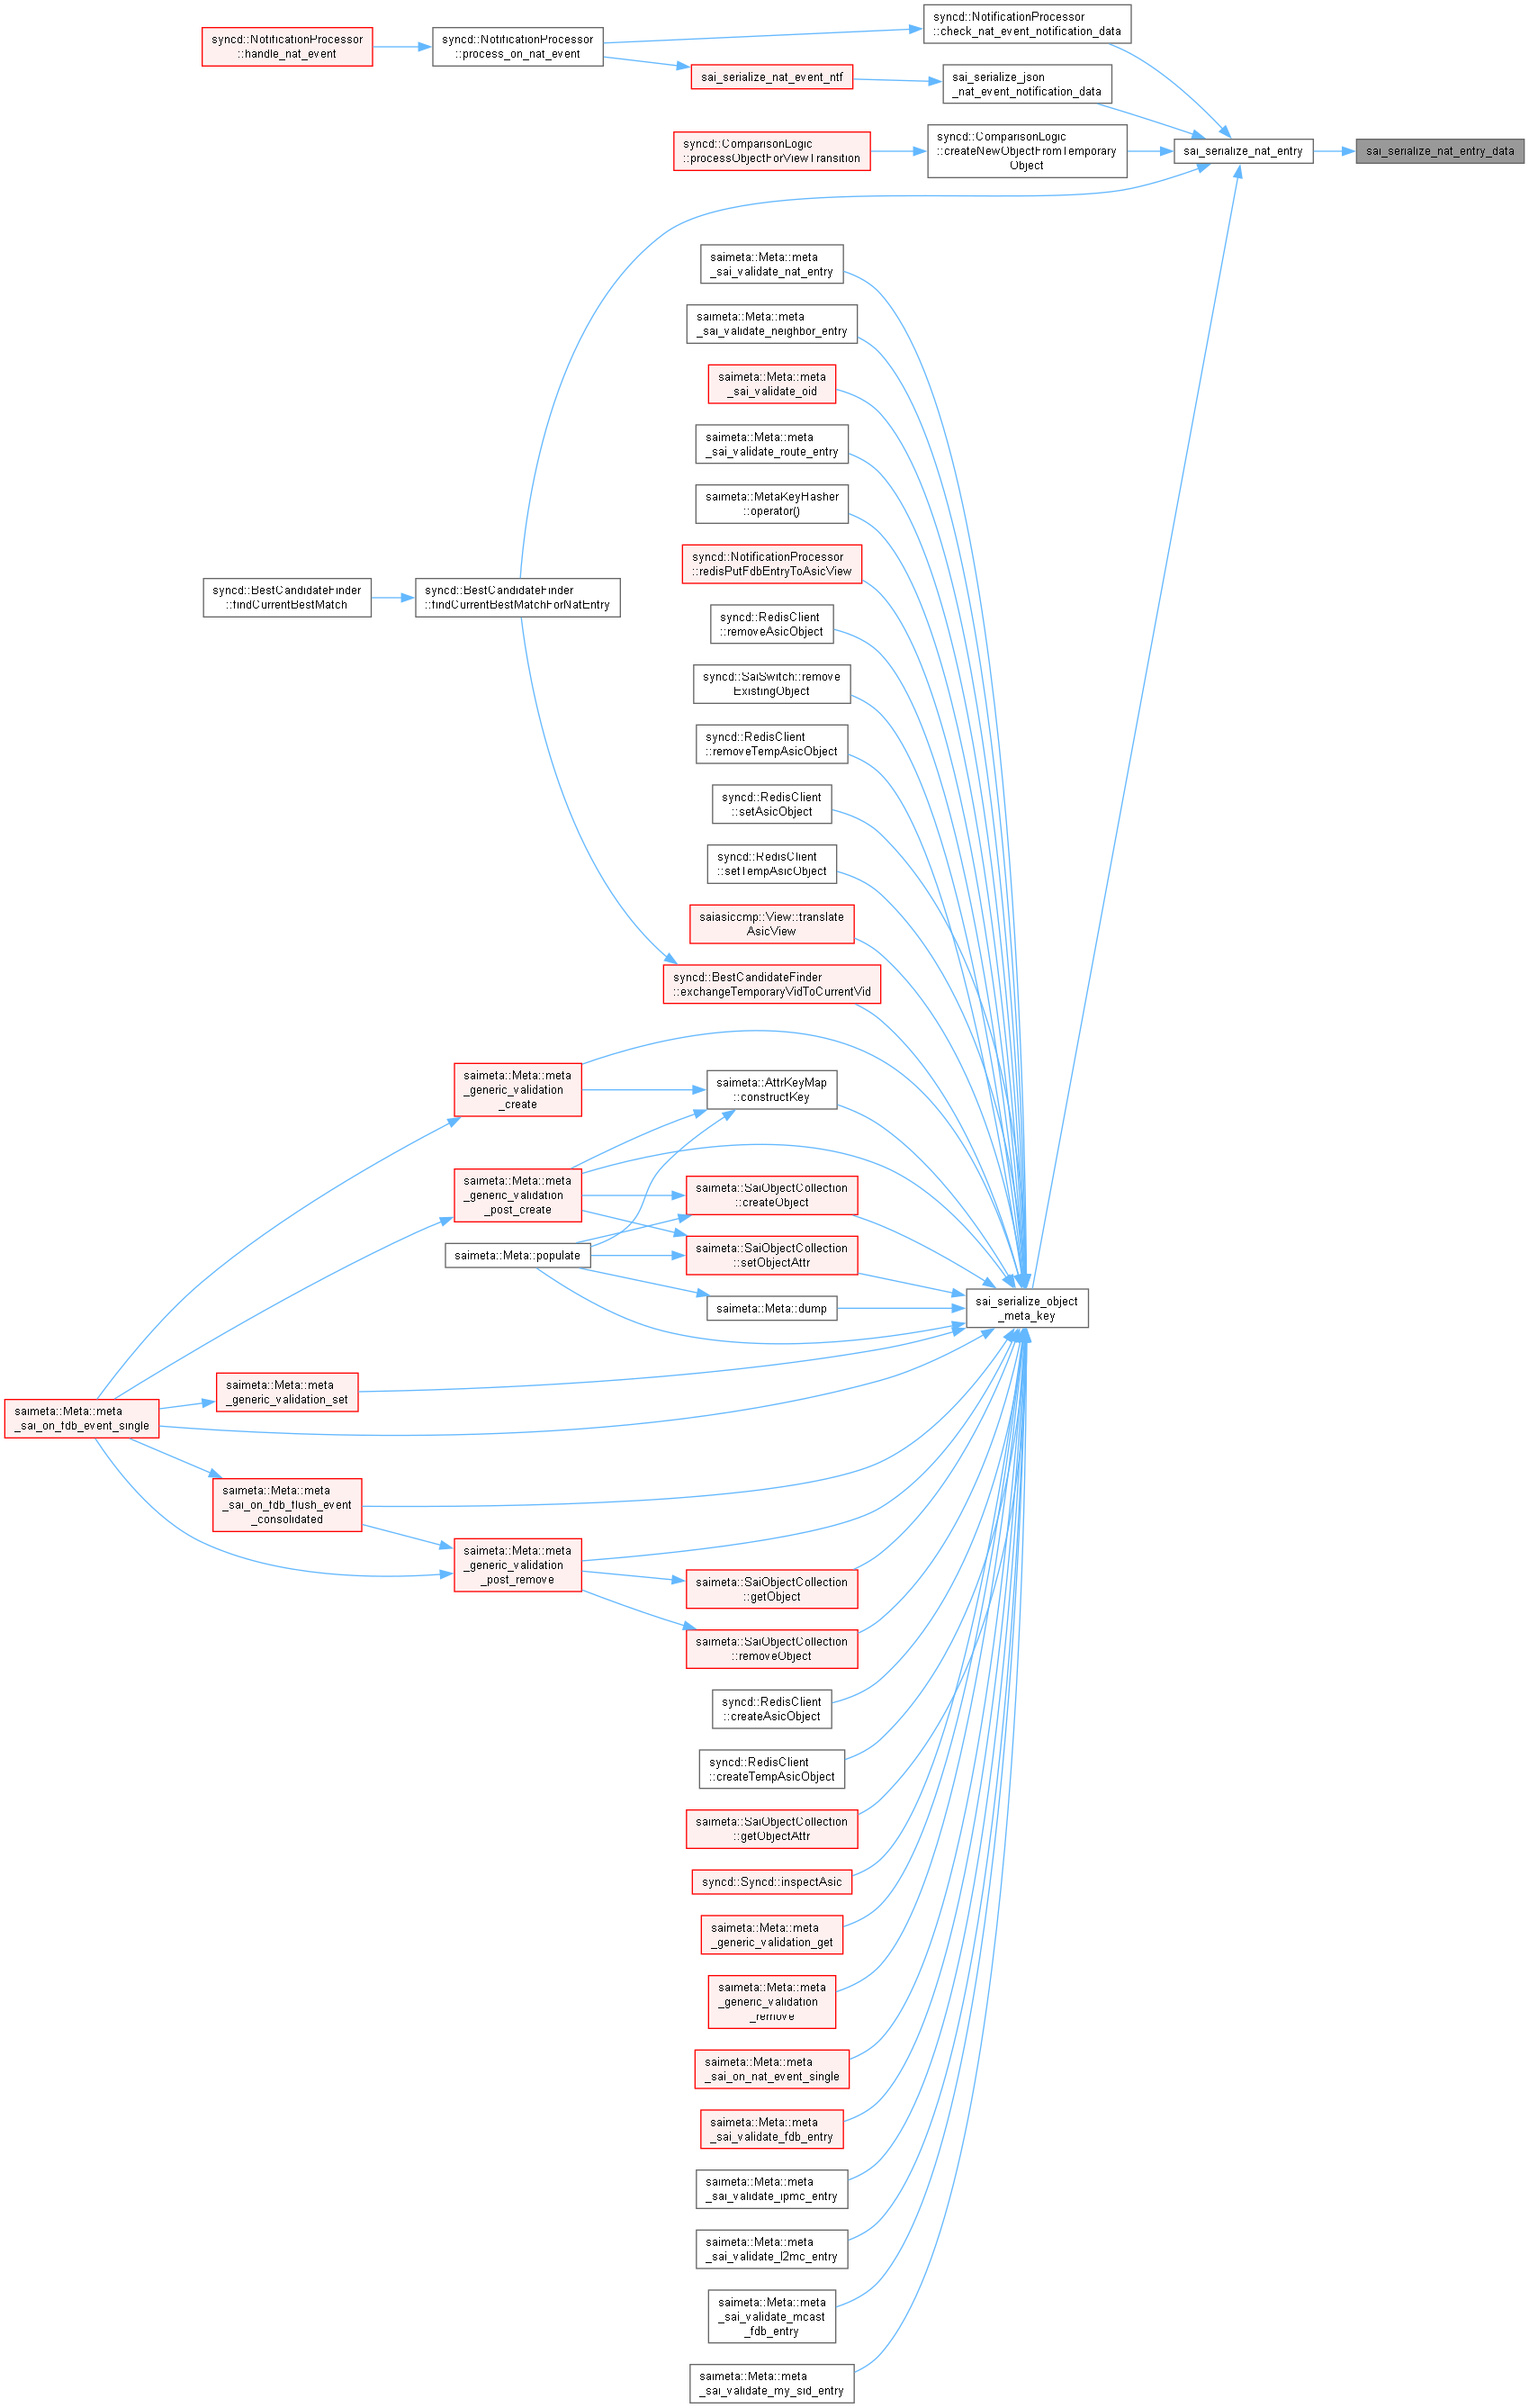 syncd::NotificationProcessor
::check_nat_event_notification_data
syncd::NotificationProcessor
::handle_nat_event
syncd::NotificationProcessor
::process_on_nat_event
sai_serialize_nat_event_ntf
sai_serialize_json
_nat_event_notification_data
syncd::ComparisonLogic
::processObjectForViewTransition
syncd::ComparisonLogic
::createNewObjectFromTemporary
Object
sai_serialize_nat_entry
sai_serialize_nat_entry_data
saimeta::Meta::meta
_sai_validate_nat_entry
saimeta::Meta::meta
_sai_validate_neighbor_entry
saimeta::Meta::meta
_sai_validate_oid
saimeta::Meta::meta
_sai_validate_route_entry
saimeta::MetaKeyHasher
::operator()
syncd::NotificationProcessor
::redisPutFdbEntryToAsicView
syncd::BestCandidateFinder
::findCurrentBestMatch
syncd::BestCandidateFinder
::findCurrentBestMatchForNatEntry
syncd::RedisClient
::removeAsicObject
syncd::SaiSwitch::remove
ExistingObject
syncd::RedisClient
::removeTempAsicObject
syncd::RedisClient
::setAsicObject
syncd::RedisClient
::setTempAsicObject
saiasiccmp::View::translate
AsicView
syncd::BestCandidateFinder
::exchangeTemporaryVidToCurrentVid
saimeta::Meta::meta
_generic_validation
_create
saimeta::AttrKeyMap
::constructKey
saimeta::Meta::meta
_generic_validation
_post_create
saimeta::SaiObjectCollection
::createObject
saimeta::Meta::populate
saimeta::SaiObjectCollection
::setObjectAttr
saimeta::Meta::dump
sai_serialize_object
_meta_key
saimeta::Meta::meta
_sai_on_fdb_event_single
saimeta::Meta::meta
_generic_validation_set
saimeta::Meta::meta
_sai_on_fdb_flush_event
_consolidated
saimeta::Meta::meta
_generic_validation
_post_remove
saimeta::SaiObjectCollection
::getObject
saimeta::SaiObjectCollection
::removeObject
syncd::RedisClient
::createAsicObject
syncd::RedisClient
::createTempAsicObject
saimeta::SaiObjectCollection
::getObjectAttr
syncd::Syncd::inspectAsic
saimeta::Meta::meta
_generic_validation_get
saimeta::Meta::meta
_generic_validation
_remove
saimeta::Meta::meta
_sai_on_nat_event_single
saimeta::Meta::meta
_sai_validate_fdb_entry
saimeta::Meta::meta
_sai_validate_ipmc_entry
saimeta::Meta::meta
_sai_validate_l2mc_entry
saimeta::Meta::meta
_sai_validate_mcast
_fdb_entry
saimeta::Meta::meta
_sai_validate_my_sid_entry